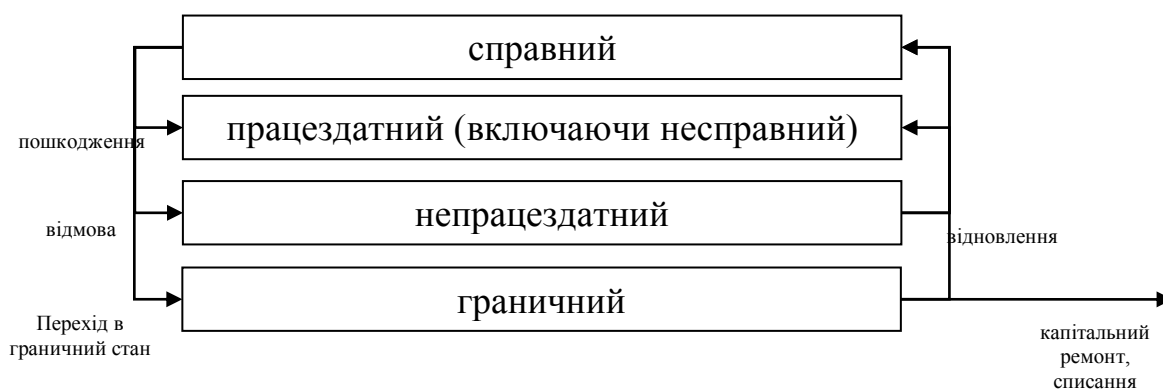 справний
працездатний (включаючи несправний)
пошкодження
непрацездатний
відмова
відновлення
граничний
Перехід в
граничний стан
капітальний
ремонт,
списання